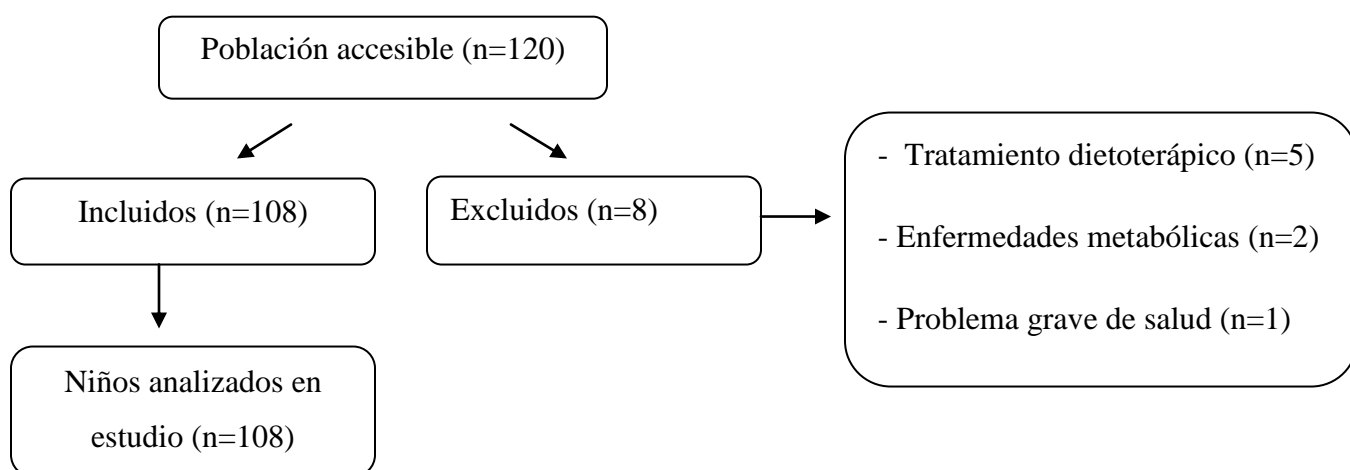 Población accesible (n=120)
Incluidos (n=108)
Excluidos (n=8)
- Tratamiento dietoterápico (n=5)
- Enfermedades metabólicas (n=2)
- Problema grave de salud (n=1)
Niños analizados en
estudio (n=108)